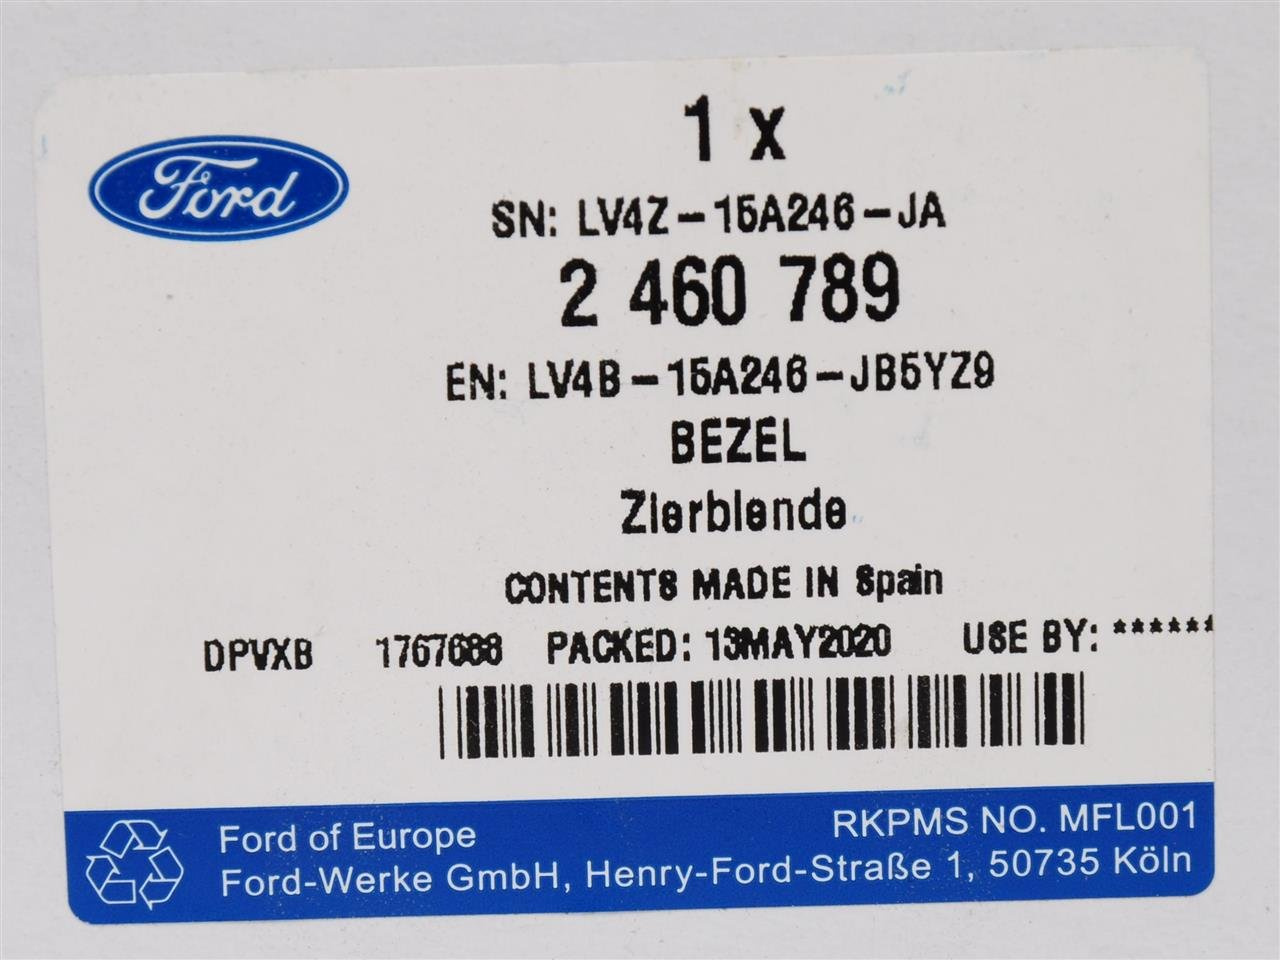 Ford
1 x
SN: LV4Z-15A246-JA
2 460 789
EN: LV4B-15A246-JB5YZ9
BEZEL
Zierblende
CONTENTS MADE IN Spain
DPVXB 1767688 PACKED: 13MAY2020 USE BY: ******
Ford of Europe RKPMS NO. MFL001
Ford-Werke GmbH, Henry-Ford-Straße 1, 50735 Köln